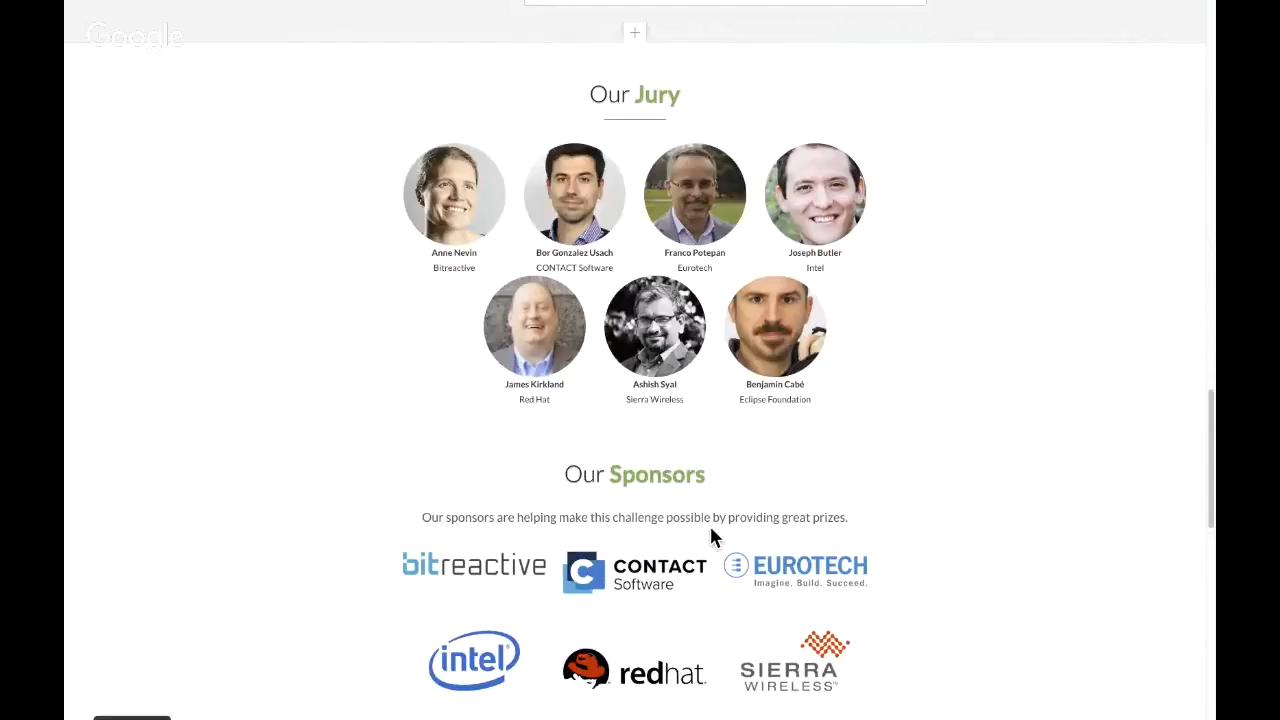 Google
+
Our Jury
Anne Nevin
Bitreactive
Bor Gonzalez Usach
CONTACT Software
Franco Potepan
Eurotech
Joseph Butler
Intel
James Kirkland
Red Hat
Ashish Syal
Sierra Wireless
Benjamin Cabé
Eclipse Foundation
Our Sponsors
Our sponsors are helping make this challenge possible by providing great prizes.
bitreactive
C CONTACT
Software
EUROTECH
Imagine. Build. Succeed.
intel®
redhat.
SIERRA
WIRELESS™